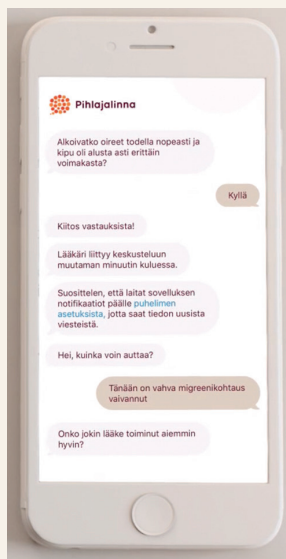 Pihlajalinna
Alkoivatko oireet todella nopeasti ja
kipu oli alusta asti erittäin
voimakasta?
Kyllä
Kiitos vastauksista!
Lääkäri liittyy keskusteluun
muutaman minuutin kuluessa.
Suosittelen, että laitat sovelluksen
notifikaatiot päälle puhelimen
asetuksista, jotta saat tiedon uusista
viesteistä.
Hei, kuinka voin auttaa?
Tänään on vahva migreenikohtaus
vaivannut
Onko jokin lääke toiminut aiemmin
hyvin?